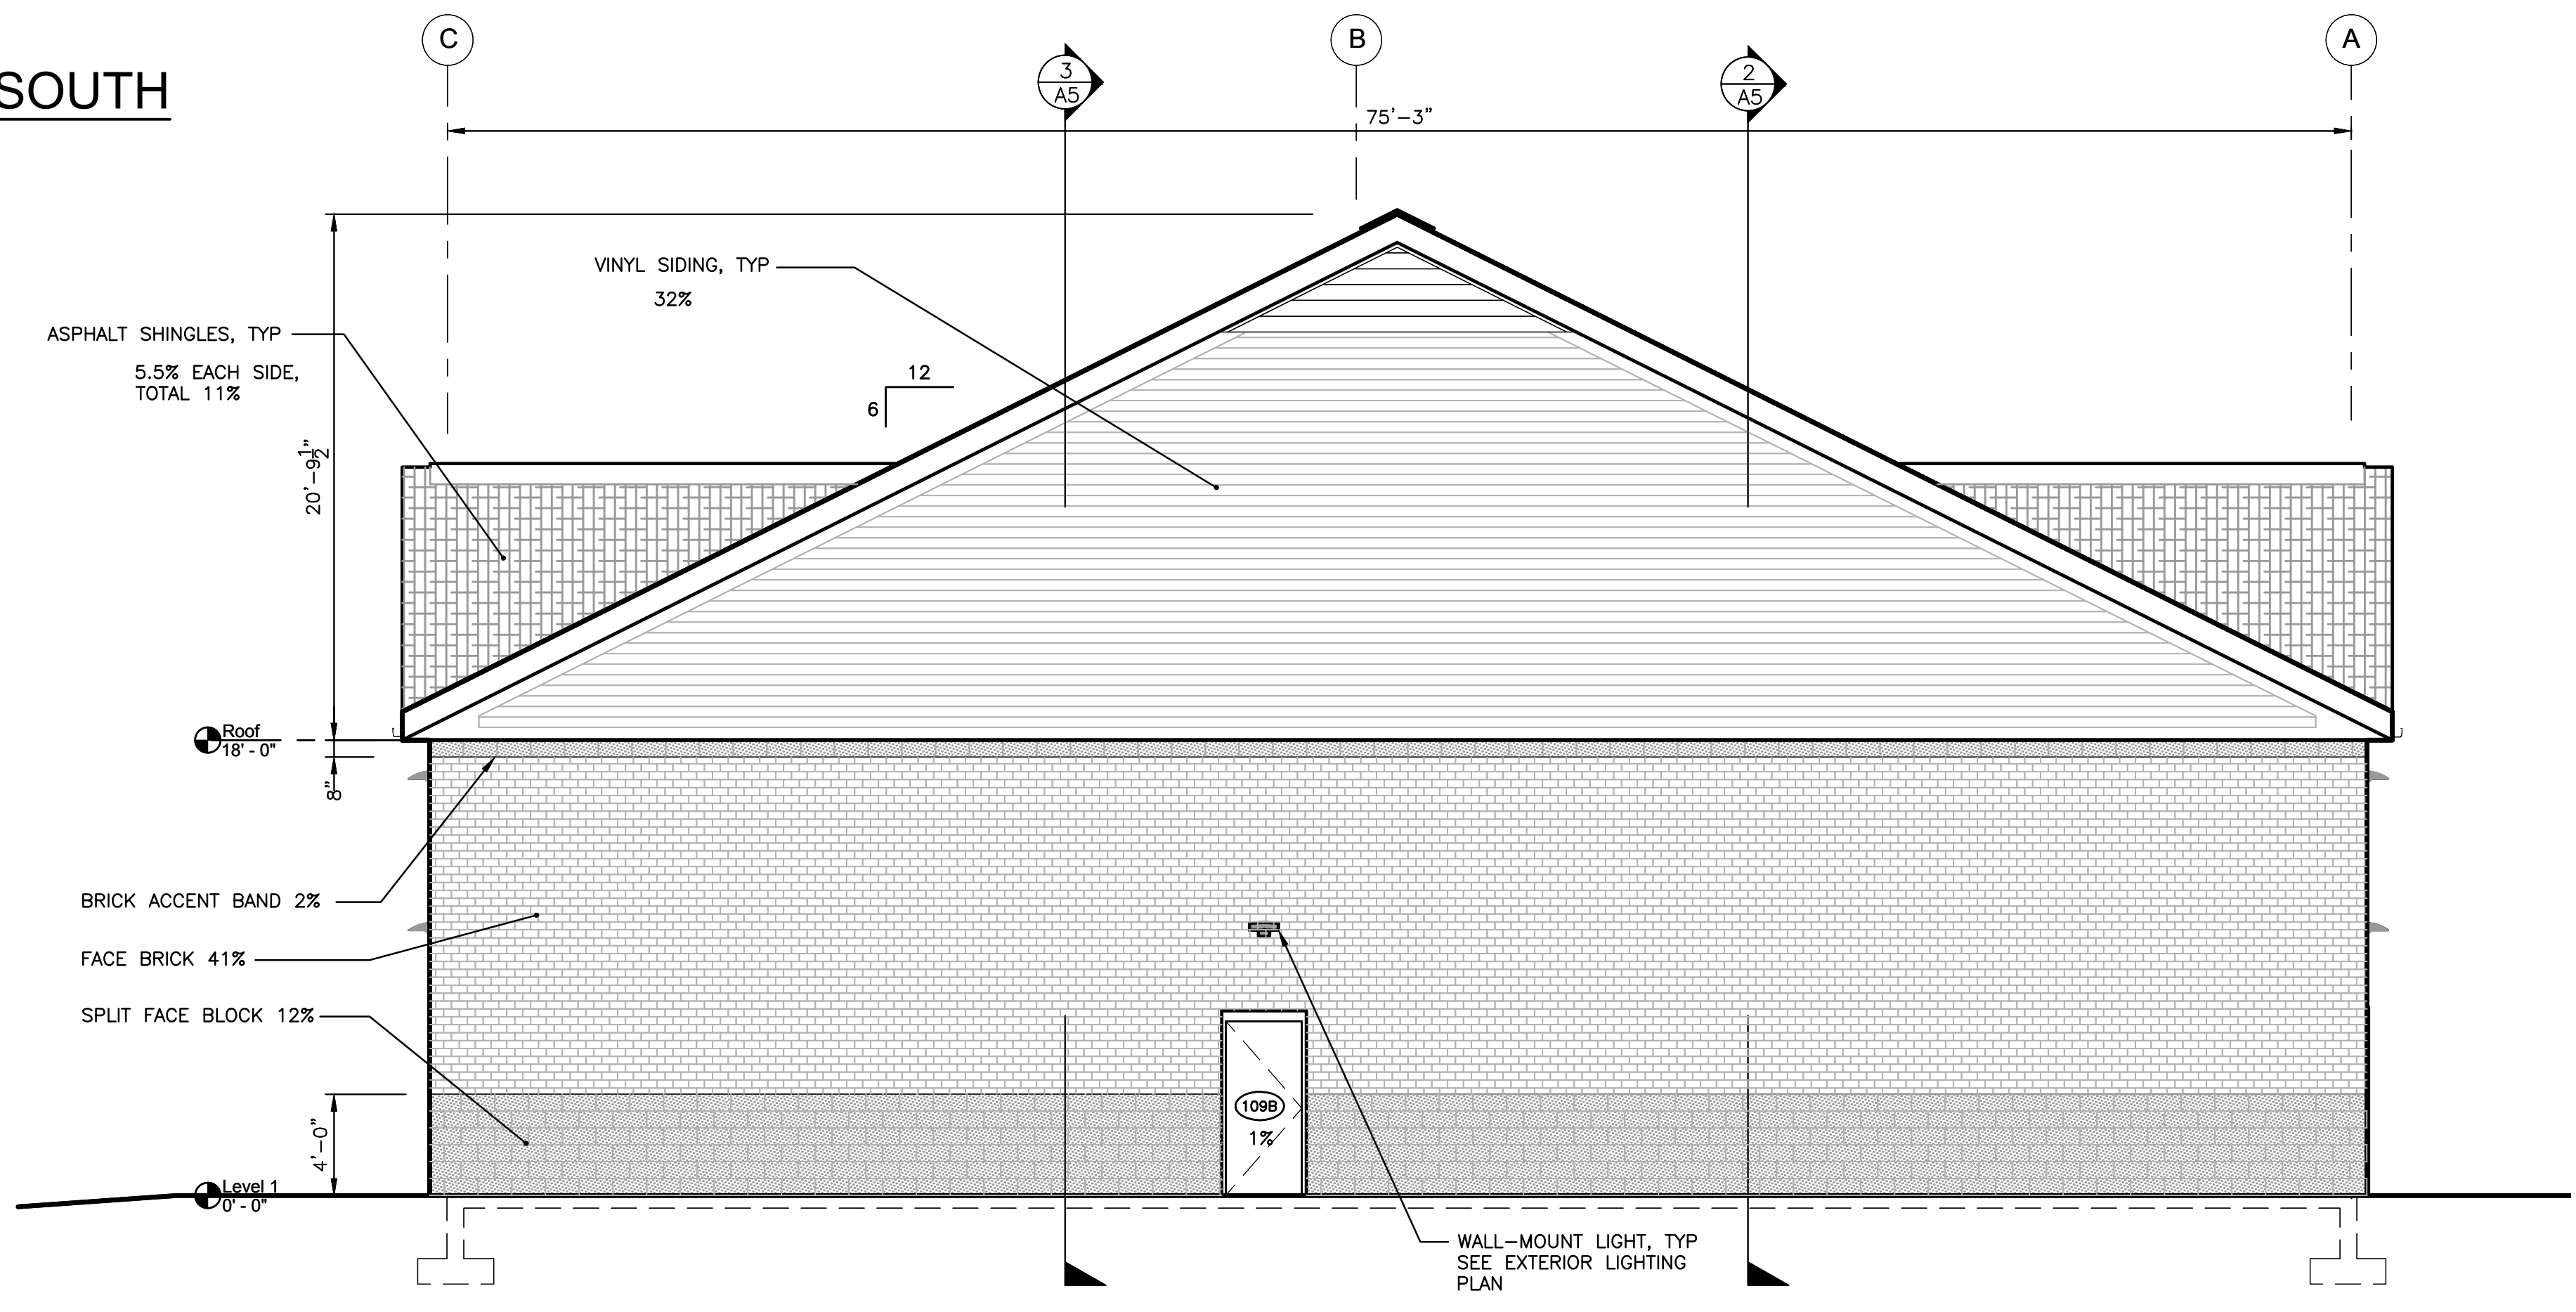 SOUTH
C
B
A
3
A5
2
A5
75'-3"
VINYL SIDING, TYP
32%
ASPHALT SHINGLES, TYP
5.5% EACH SIDE,
TOTAL 11%
12
6
20'-9 1/2"
Roof
18' - 0"
8"
BRICK ACCENT BAND 2%
FACE BRICK 41%
SPLIT FACE BLOCK 12%
109B
1%
4'-0"
Level 1
0' - 0"
WALL-MOUNT LIGHT, TYP
SEE EXTERIOR LIGHTING
PLAN